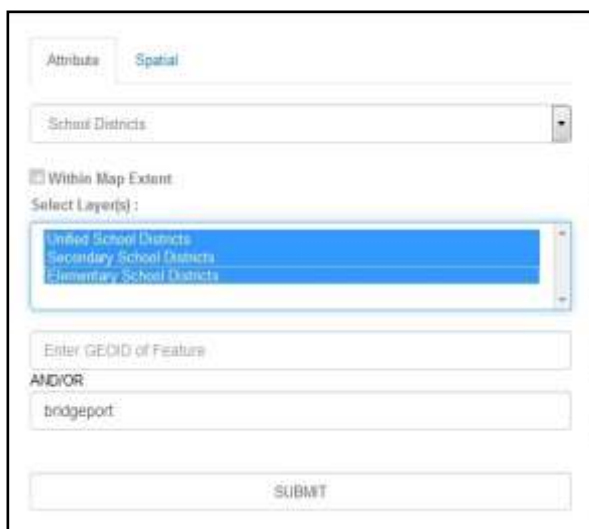 Attribute Spatial
School Districts
Within Map Extent
Select Layer(s) :
Unified School Districts
Secondary School Districts
Elementary School Districts
Enter GEOID of Feature
AND/OR
bridgeport
SUBMIT